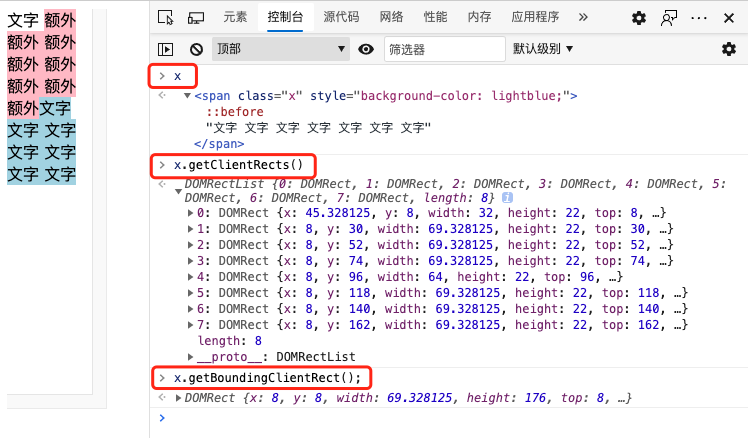 文字 额外
额外 额外
额外 额外
额外 额外
额外文字
文字 文字
文字 文字
文字 文字
元素 控制台 源代码 网络 性能 内存 应用程序 »
顶部 ▼ 筛选器 默认级别 ▼
> x
<span class="x" style="background-color: lightblue;">
::before
"文字 文字 文字 文字 文字 文字 文字"
</span>
> x.getClientRects()
DOMRectList {0: DOMRect, 1: DOMRect, 2: DOMRect, 3: DOMRect, 4: DOMRect, 5:
DOMRect, 6: DOMRect, 7: DOMRect, length: 8} i
0: DOMRect {x: 45.328125, y: 8, width: 32, height: 22, top: 8, …}
1: DOMRect {x: 8, y: 30, width: 69.328125, height: 22, top: 30, …}
2: DOMRect {x: 8, y: 52, width: 69.328125, height: 22, top: 52, …}
3: DOMRect {x: 8, y: 74, width: 69.328125, height: 22, top: 74, …}
4: DOMRect {x: 8, y: 96, width: 64, height: 22, top: 96, …}
5: DOMRect {x: 8, y: 118, width: 69.328125, height: 22, top: 118, …}
6: DOMRect {x: 8, y: 140, width: 69.328125, height: 22, top: 140, …}
7: DOMRect {x: 8, y: 162, width: 69.328125, height: 22, top: 162, …}
length: 8
__proto__: DOMRectList
> x.getBoundingClientRect();
DOMRect {x: 8, y: 8, width: 69.328125, height: 176, top: 8, …}
>